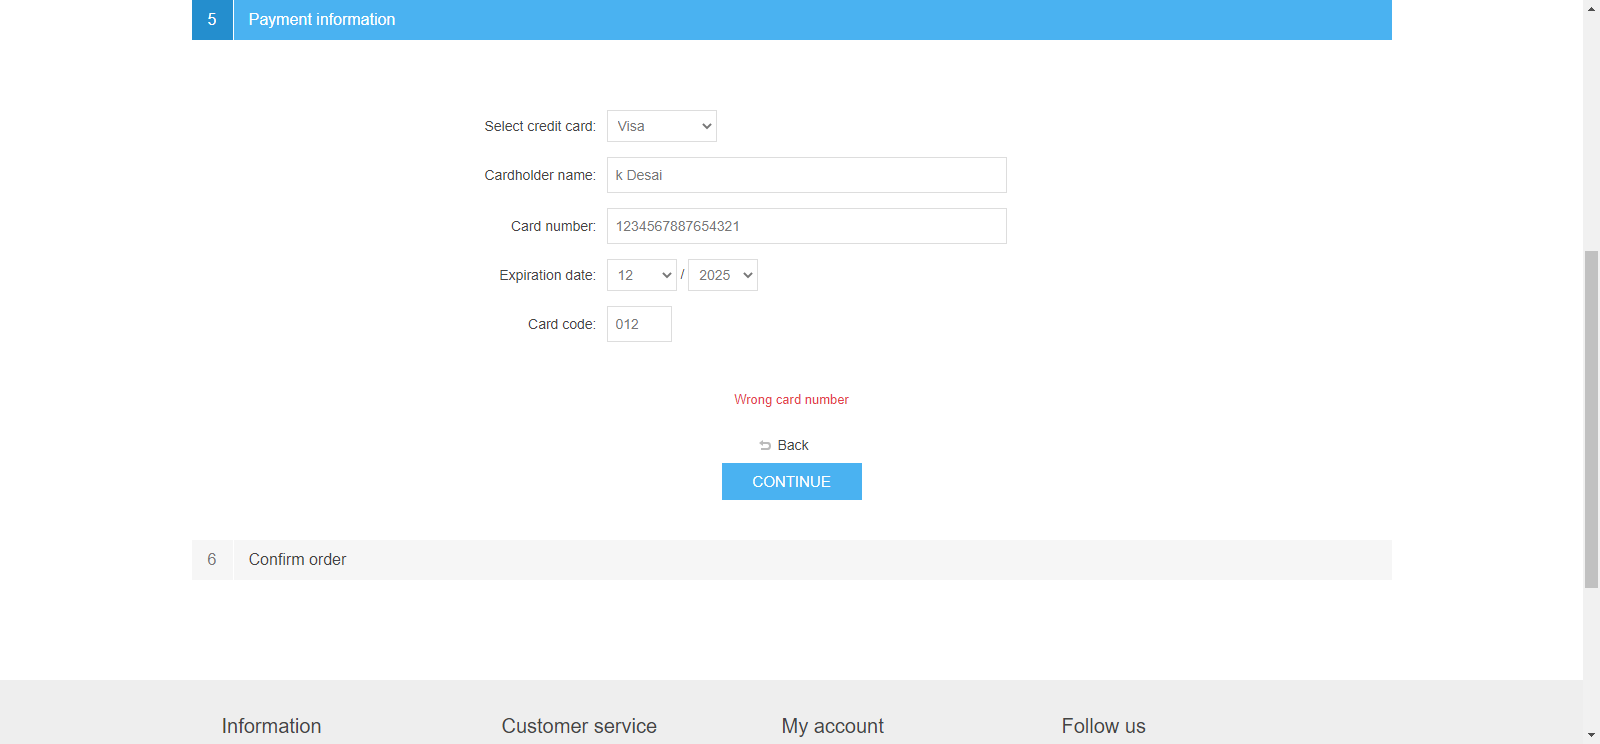 5 Payment information
Select credit card: Visa
Cardholder name: k Desai
Card number: 1234567887654321
Expiration date: 12 / 2025
Card code: 012
Wrong card number
Back
CONTINUE
6 Confirm order
Information Customer service My account Follow us